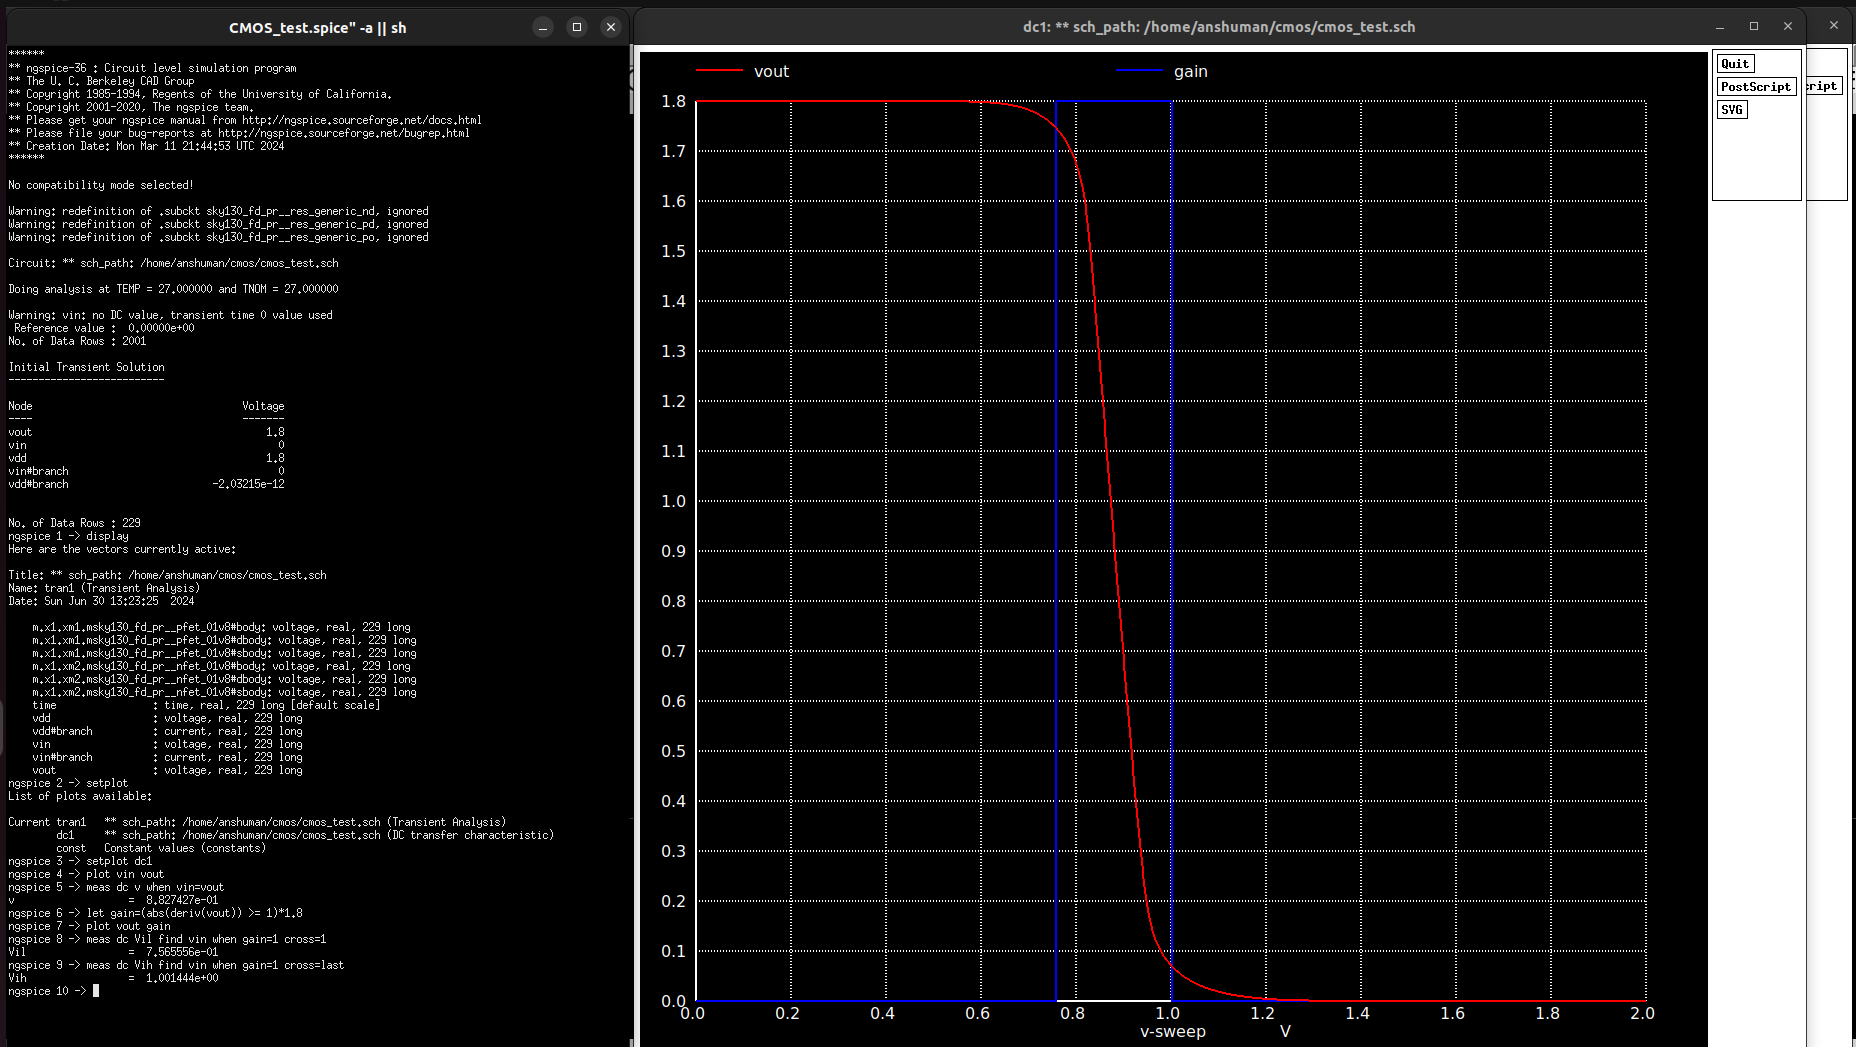 CMOS_test.spice" -a || sh
******
** ngspice-36 : Circuit level simulation program
** The U. C. Berkeley CAD Group
** Copyright 1985-1994, Regents of the University of California.
** Copyright 2001-2020, The ngspice team.
** Please get your ngspice manual from http://ngspice.sourceforge.net/docs.html
** Please file your bug-reports at http://ngspice.sourceforge.net/bugrep.html
** Creation Date: Mon Mar 11 21:44:53 UTC 2024
******
No compatibility mode selected!
Warning: redefinition of .subckt sky130_fd_pr__res_generic_nd, ignored
Warning: redefinition of .subckt sky130_fd_pr__res_generic_pd, ignored
Warning: redefinition of .subckt sky130_fd_pr__res_generic_po, ignored
Circuit: ** sch_path: /home/anshuman/cmos/cmos_test.sch
Doing analysis at TEMP = 27.000000 and TNOM = 27.000000
Warning: vin: no DC value, transient time 0 value used
Reference value :  0.00000e+00
No. of Data Rows : 2001
Initial Transient Solution
--------------------------
Node                                   Voltage
----                                   -------
vout                                       1.8
vin                                          0
vdd                                        1.8
vin#branch                                   0
vdd#branch                        -2.03215e-12
No. of Data Rows : 229
ngspice 1 -> display
Here are the vectors currently active:
Title: ** sch_path: /home/anshuman/cmos/cmos_test.sch
Name: tran1 (Transient Analysis)
Date: Sun Jun 30 13:23:25  2024
m.x1.xm1.msky130_fd_pr__pfet_01v8#body: voltage, real, 229 long
m.x1.xm1.msky130_fd_pr__pfet_01v8#dbody: voltage, real, 229 long
m.x1.xm1.msky130_fd_pr__pfet_01v8#sbody: voltage, real, 229 long
m.x1.xm2.msky130_fd_pr__nfet_01v8#body: voltage, real, 229 long
m.x1.xm2.msky130_fd_pr__nfet_01v8#dbody: voltage, real, 229 long
m.x1.xm2.msky130_fd_pr__nfet_01v8#sbody: voltage, real, 229 long
time                : time, real, 229 long [default scale]
vdd                 : voltage, real, 229 long
vdd#branch          : current, real, 229 long
vin                 : voltage, real, 229 long
vin#branch          : current, real, 229 long
vout                : voltage, real, 229 long
ngspice 2 -> setplot
List of plots available:
Current tran1   ** sch_path: /home/anshuman/cmos/cmos_test.sch (Transient Analysis)
dc1     ** sch_path: /home/anshuman/cmos/cmos_test.sch (DC transfer characteristic)
const   Constant values (constants)
ngspice 3 -> setplot dc1
ngspice 4 -> plot vin vout
ngspice 5 -> meas dc v when vin=vout
v                   =  8.827427e-01
ngspice 6 -> let gain=(abs(deriv(vout)) >= 1)*1.8
ngspice 7 -> plot vout gain
ngspice 8 -> meas dc Vil find vin when gain=1 cross=1
Vil                 =  7.565556e-01
ngspice 9 -> meas dc Vih find vin when gain=1 cross=last
Vih                 =  1.001444e+00
ngspice 10 ->
dc1: ** sch_path: /home/anshuman/cmos/cmos_test.sch
vout gain
1.8
1.7
1.6
1.5
1.4
1.3
1.2
1.1
1.0
0.9
0.8
0.7
0.6
0.5
0.4
0.3
0.2
0.1
0.0
0.0 0.2 0.4 0.6 0.8 1.0 1.2 1.4 1.6 1.8 2.0
v-sweep V
Quit
PostScript
SVG